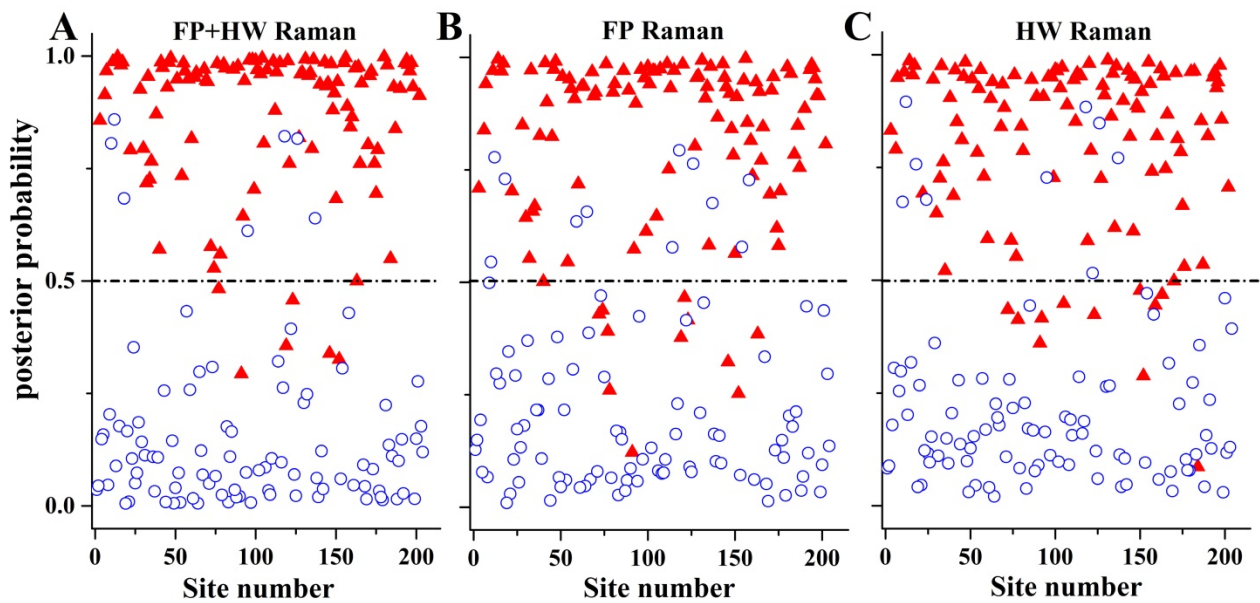 A FP+HW Raman B FP Raman C HW Raman
1.0
0.5
0.0
posterior probability
0 50 100 150 200 0 50 100 150 200 0 50 100 150 200
Site number Site number Site number